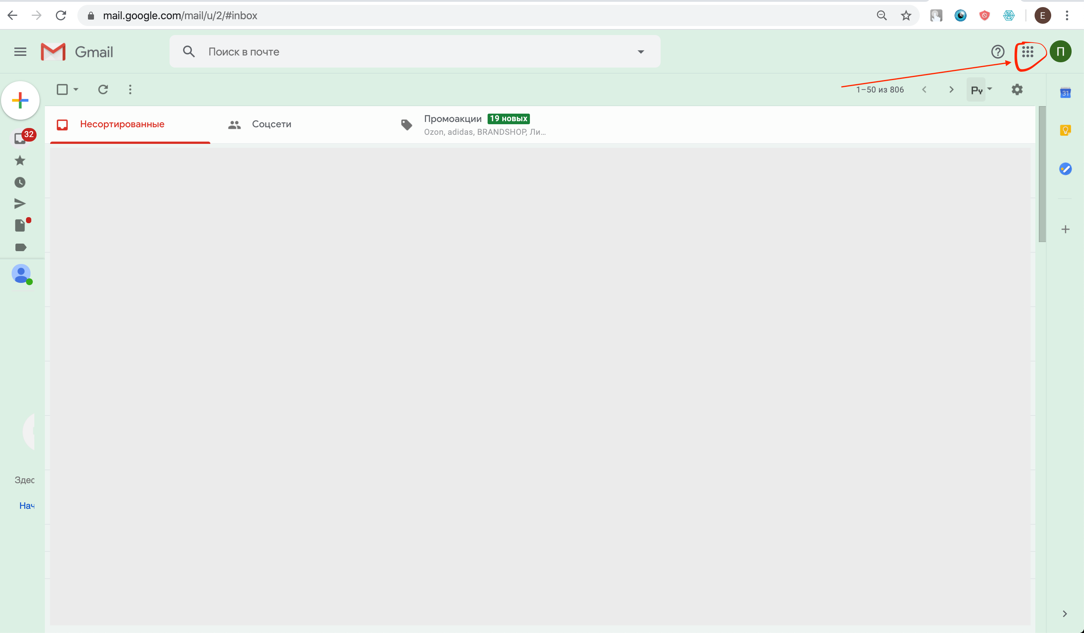 mail.google.com/mail/u/2/#inbox
E
Gmail
Поиск в почте
П
1–50 из 806
Ру
Несортированные
Соцсети
Промоакции 19 новых
Ozon, adidas, BRANDSHOP, Ли...
31
32
Здес
Нач